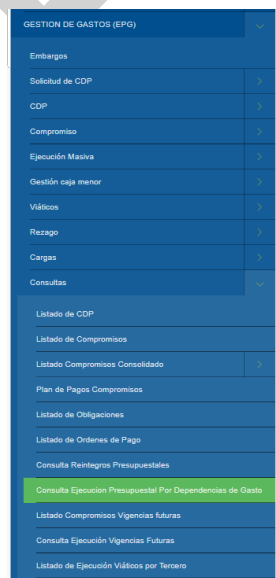 GESTION DE GASTOS (EPG)
Embargos
Solicitud de CDP
CDP
Compromiso
Ejecución Masiva
Gestión caja menor
Viáticos
Rezago
Cargas
Consultas
Listado de CDP
Listado de Compromisos
Listado Compromisos Consolidado
Plan de Pagos Compromisos
Listado de Obligaciones
Listado de Ordenes de Pago
Consulta Reintegros Presupuestales
Consulta Ejecucion Presupuestal Por Dependencias de Gasto
Listado Compromisos Vigencias futuras
Consulta Ejecución Vigencias Futuras
Listado de Ejecución Viáticos por Tercero